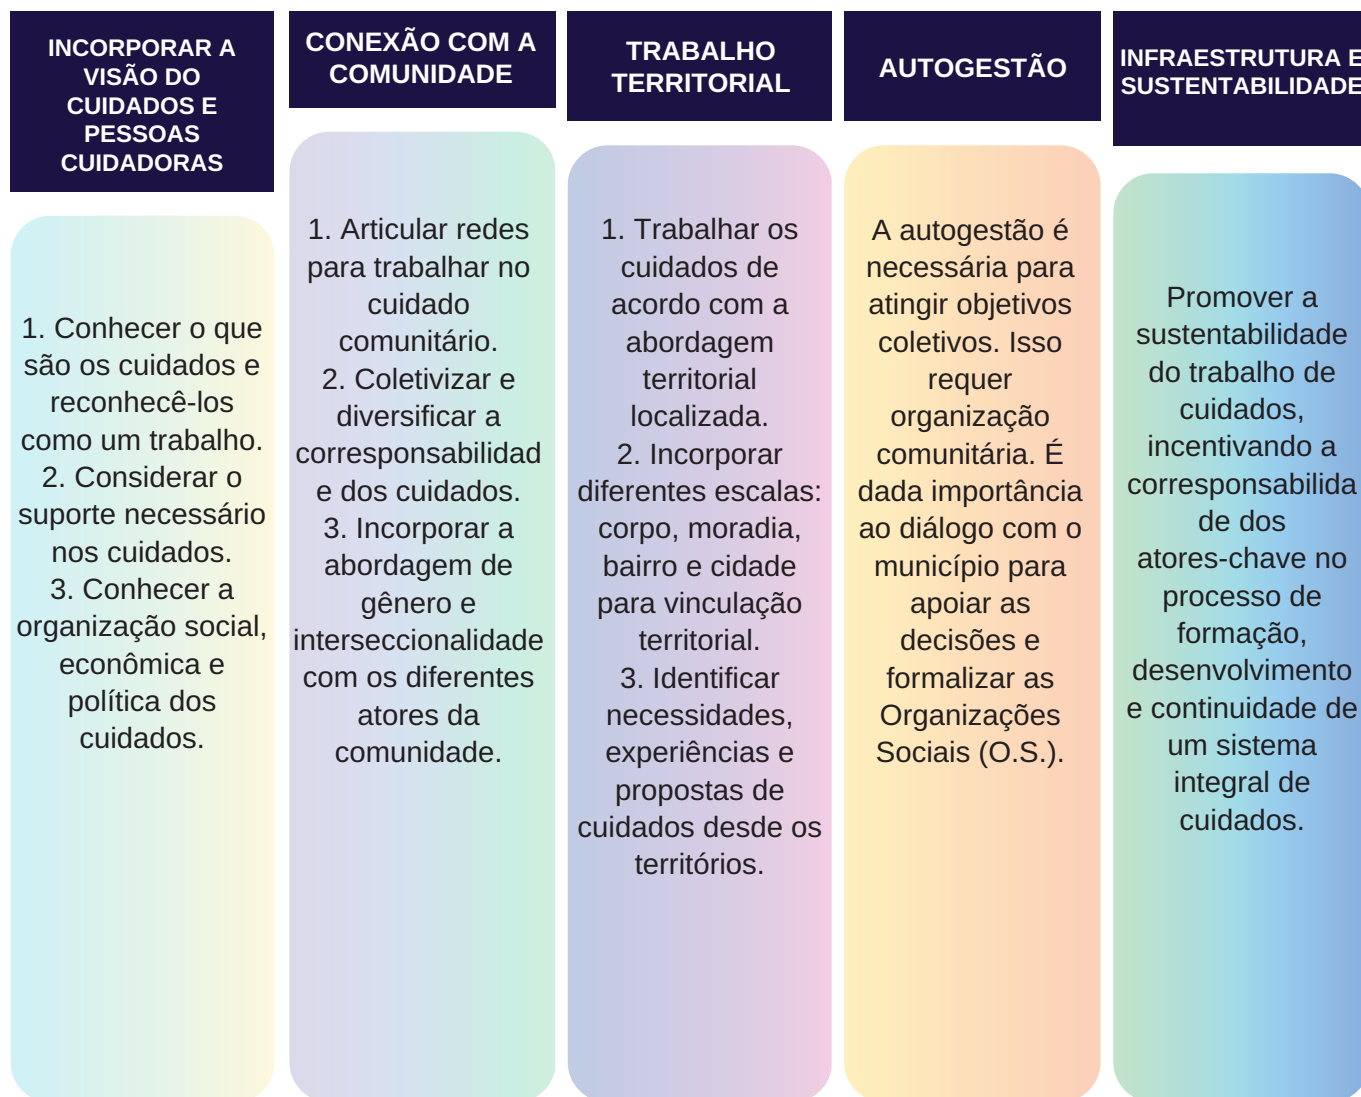 INCORPORAR A
VISÃO DO
CUIDADOS E
PESSOAS
CUIDADORAS
1. Conhecer o que
são os cuidados e
reconhecê-los
como um trabalho.
2. Considerar o
suporte necessário
nos cuidados.
3. Conhecer a
organização social,
econômica e
política dos
cuidados.
CONEXÃO COM A
COMUNIDADE
1. Articular redes
para trabalhar no
cuidado
comunitário.
2. Coletivizar e
diversificar a
corresponsabilidad
e dos cuidados.
3. Incorporar a
abordagem de
gênero e
interseccionalidade
com os diferentes
atores da
comunidade.
TRABALHO
TERRITORIAL
1. Trabalhar os
cuidados de
acordo com a
abordagem
territorial
localizada.
2. Incorporar
diferentes escalas:
corpo, moradia,
bairro e cidade
para vinculação
territorial.
3. Identificar
necessidades,
experiências e
propostas de
cuidados desde os
territórios.
AUTOGESTÃO
A autogestão é
necessária para
atingir objetivos
coletivos. Isso
requer
organização
comunitária. É
dada importância
ao diálogo com o
município para
apoiar as
decisões e
formalizar as
Organizações
Sociais (O.S.).
INFRAESTRUTURA E
SUSTENTABILIDADE
Promover a
sustentabilidade
do trabalho de
cuidados,
incentivando a
corresponsabilida
de dos
atores-chave no
processo de
formação,
desenvolvimento
e continuidade de
um sistema
integral de
cuidados.